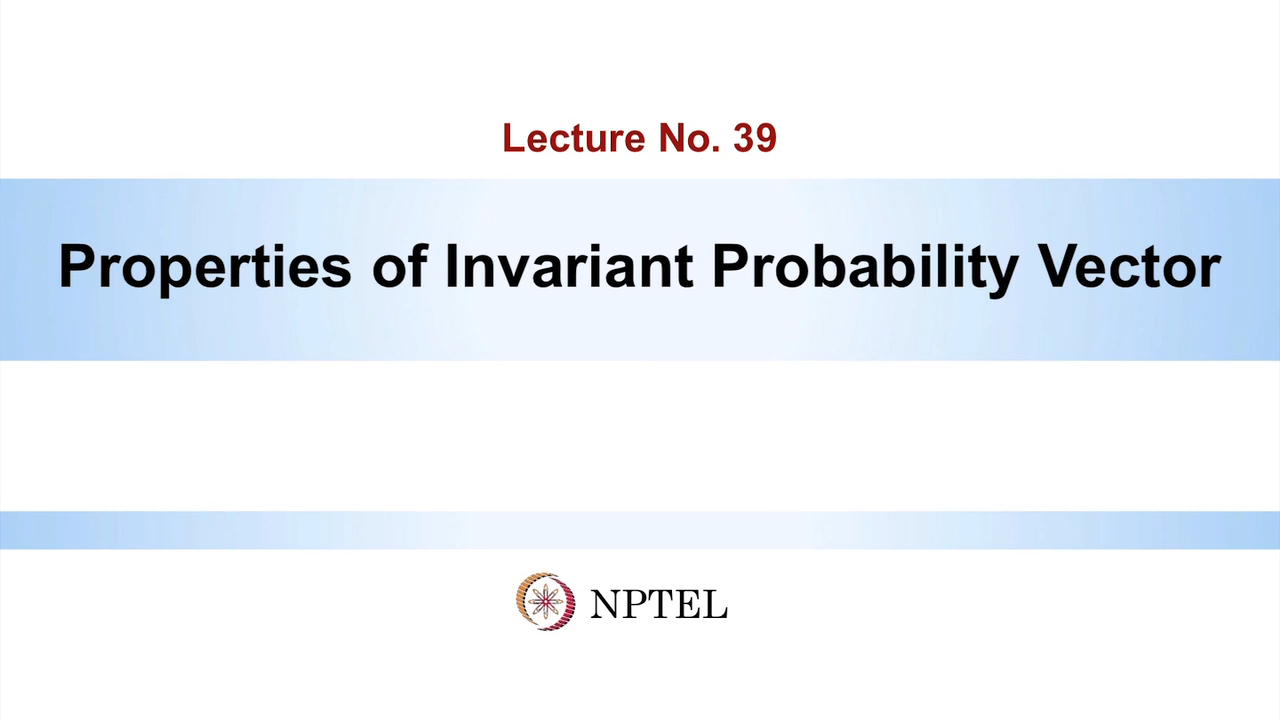 Lecture No. 39
Properties of Invariant Probability Vector
NPTEL